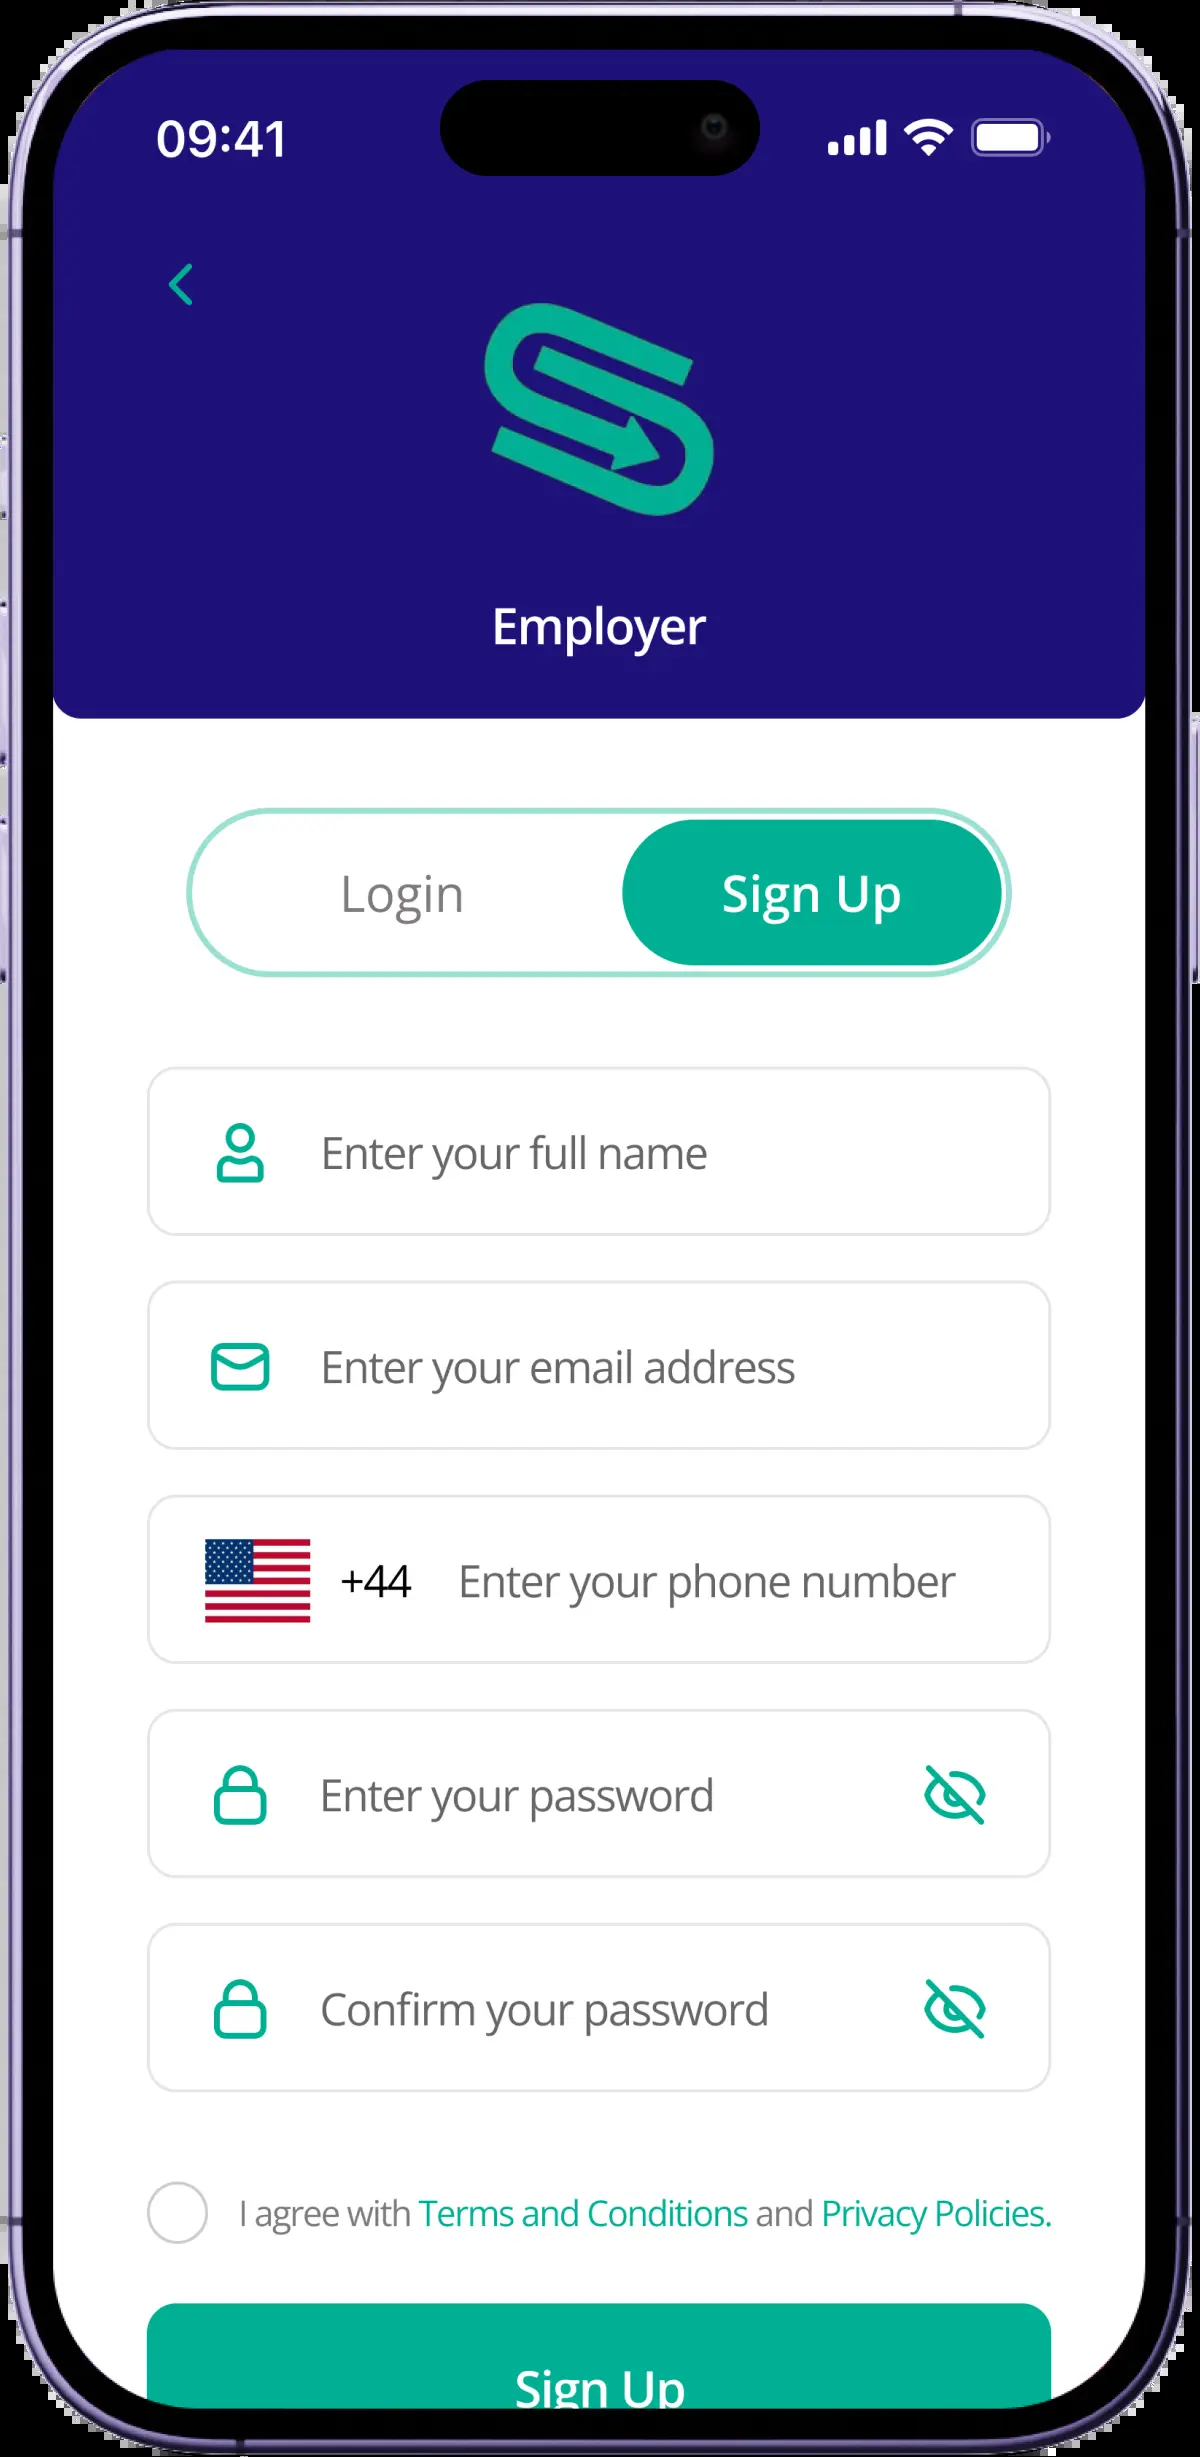 09:41
Employer
Login
Sign Up
Enter your full name
Enter your email address
+44 Enter your phone number
Enter your password
Confirm your password
I agree with Terms and Conditions and Privacy Policies.
Sign Up